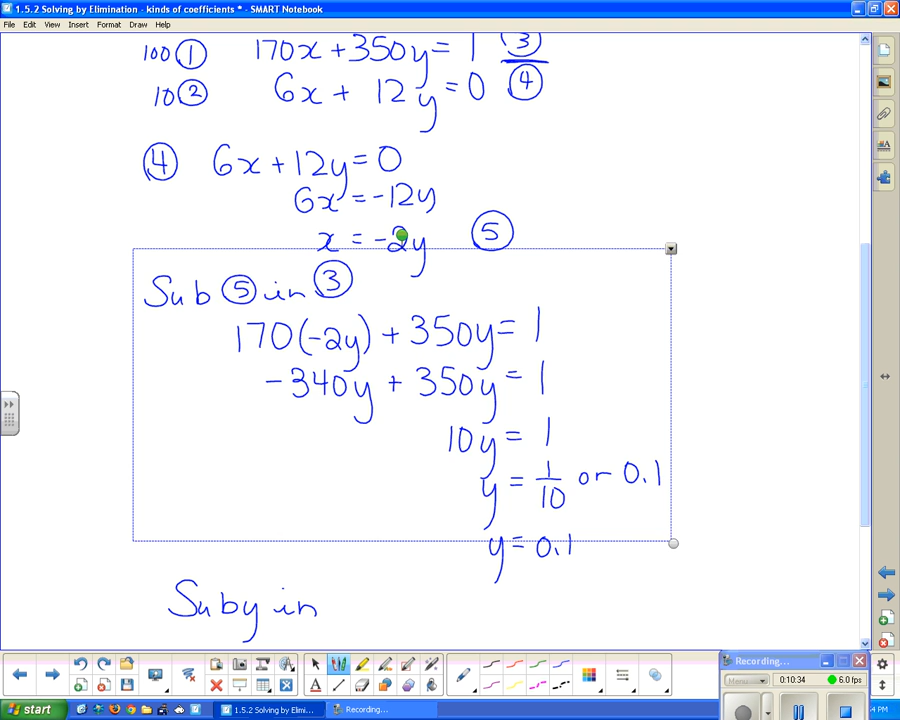 1.5.2 Solving by Elimination - kinds of coefficients * - SMART Notebook
File Edit View Insert Format Draw Help
100 ① 170x + 350y = 1 ③
10 ② 6x + 12y = 0 ④
④ 6x + 12y = 0
6x = -12y
x = -2y ⑤
Sub ⑤ in ③
170(-2y) + 350y = 1
-340y + 350y = 1
10y = 1
y = 1/10 or 0.1
y = 0.1
Sub y in
Recording...
Menu
0:10:34
6.0 fps
start
1.5.2 Solving by Elim...
Recording...